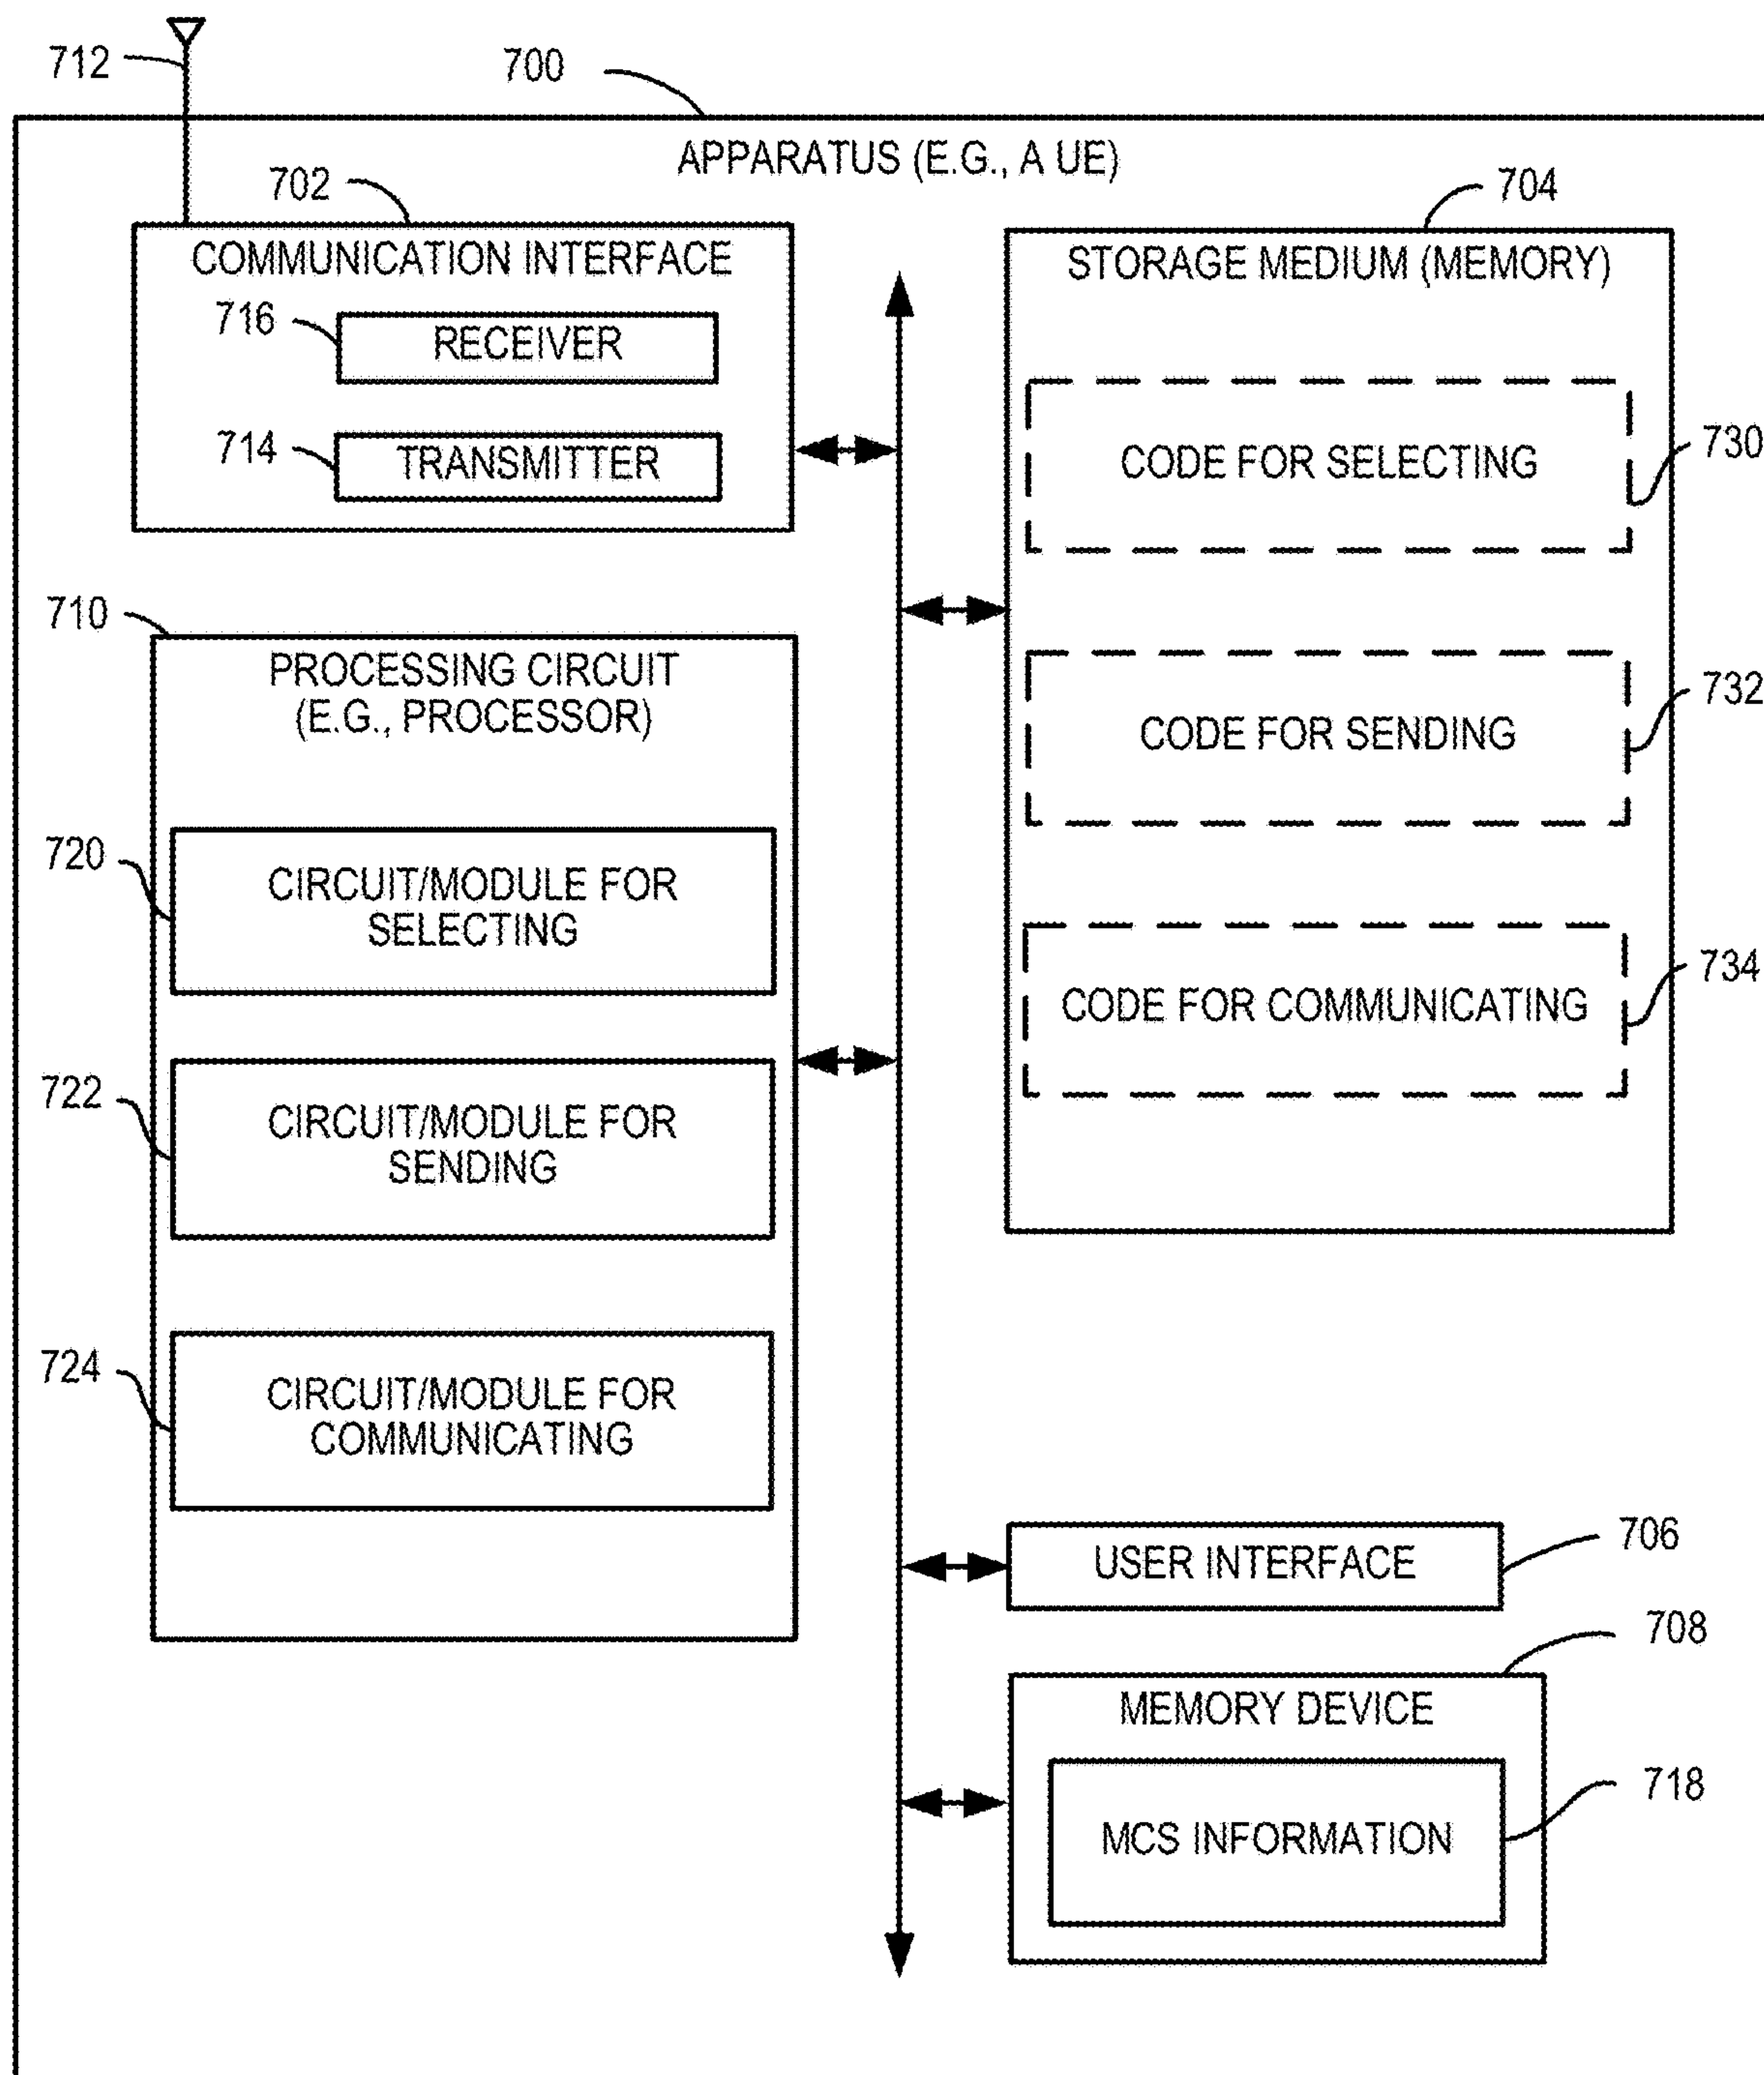 712
700
APPARATUS (E.G., A UE)
702
COMMUNICATION INTERFACE
716
RECEIVER
714
TRANSMITTER
704
STORAGE MEDIUM (MEMORY)
CODE FOR SELECTING
730
CODE FOR SENDING
732
CODE FOR COMMUNICATING
734
710
PROCESSING CIRCUIT
(E.G., PROCESSOR)
720
CIRCUIT/MODULE FOR
SELECTING
722
CIRCUIT/MODULE FOR
SENDING
724
CIRCUIT/MODULE FOR
COMMUNICATING
USER INTERFACE
706
708
MEMORY DEVICE
MCS INFORMATION
718